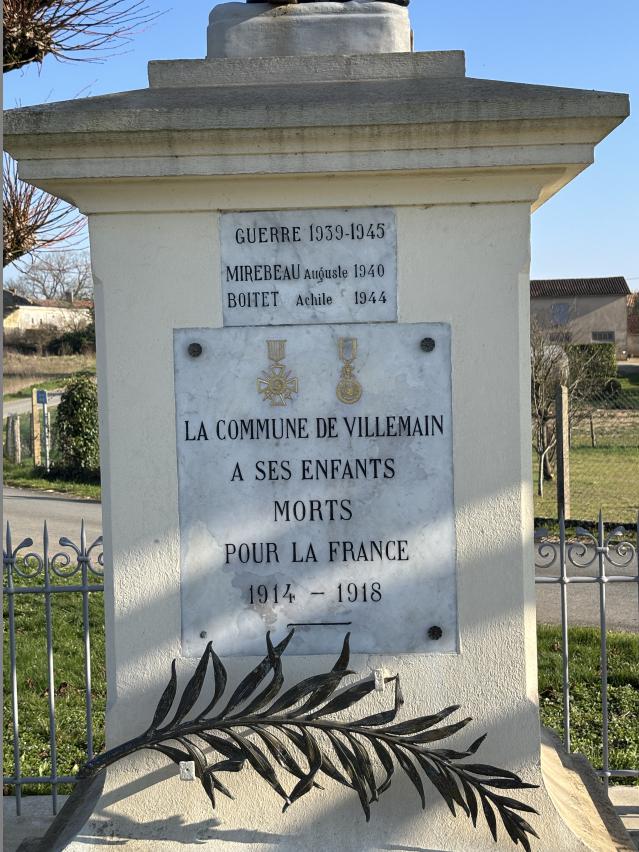 GUERRE 1939-1945
MIREBEAU Auguste 1940
BOITET Achile 1944
LA COMMUNE DE VILLEMAIN
A SES ENFANTS
MORTS
POUR LA FRANCE
1914 – 1918